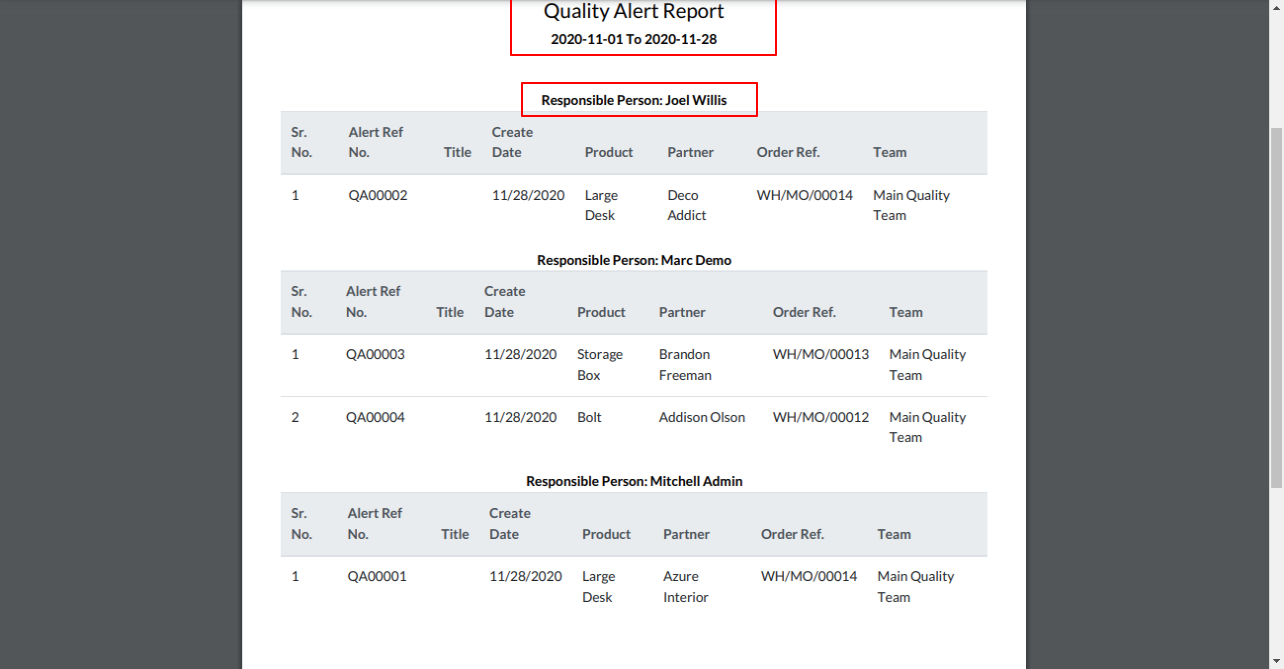 Quality Alert Report
2020-11-01 To 2020-11-28
Responsible Person: Joel Willis
Sr. No. Alert Ref No. Title Create Date Product Partner Order Ref. Team
1 QA00002 11/28/2020 Large Desk Deco Addict WH/MO/00014 Main Quality Team
Responsible Person: Marc Demo
Sr. No. Alert Ref No. Title Create Date Product Partner Order Ref. Team
1 QA00003 11/28/2020 Storage Box Brandon Freeman WH/MO/00013 Main Quality Team
2 QA00004 11/28/2020 Bolt Addison Olson WH/MO/00012 Main Quality Team
Responsible Person: Mitchell Admin
Sr. No. Alert Ref No. Title Create Date Product Partner Order Ref. Team
1 QA00001 11/28/2020 Large Desk Azure Interior WH/MO/00014 Main Quality Team